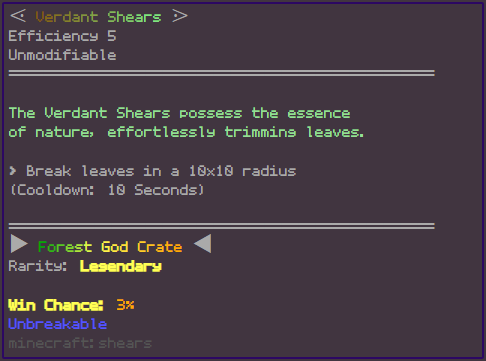 ⋖ Verdant Shears ⋗
Efficiency 5
Unmodifiable
The Verdant Shears possess the essence
of nature, effortlessly trimming leaves.
> Break leaves in a 10x10 radius
(Cooldown: 10 Seconds)
▶ Forest God Crate ◀
Rarity: Legendary
Win Chance: 3%
Unbreakable
minecraft:shears